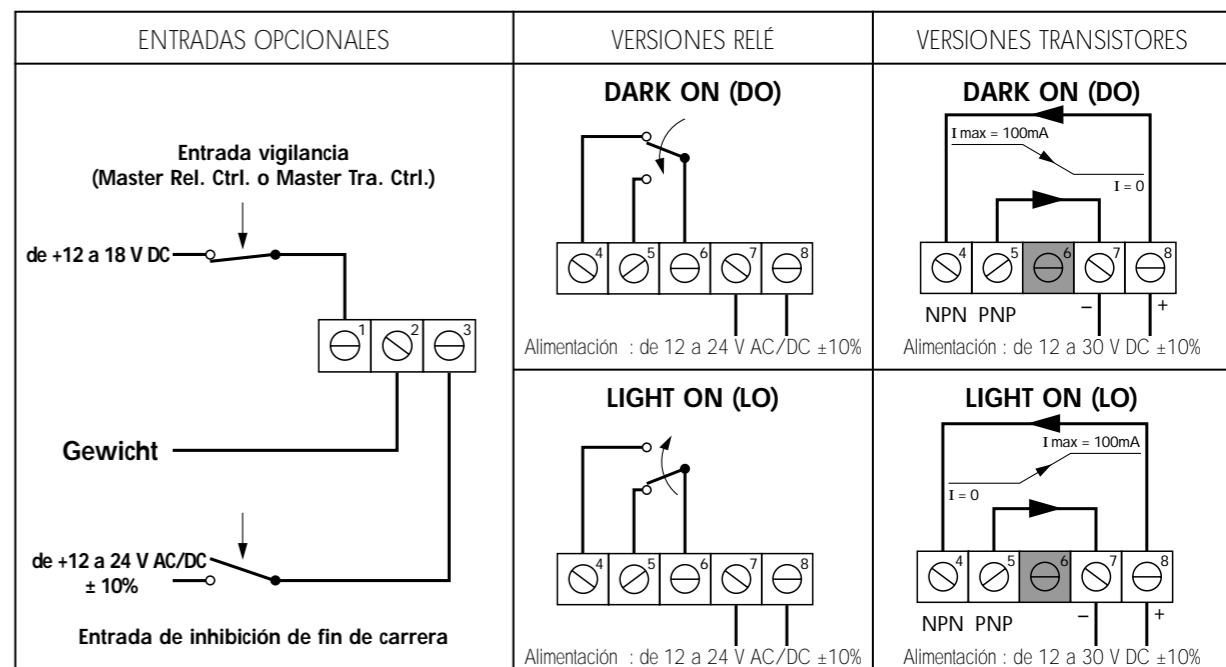 ENTRADAS OPCIONALES
VERSIONES RELÉ
VERSIONES TRANSISTORES
Entrada vigilancia
(Master Rel. Ctrl. o Master Tra. Ctrl.)
de +12 a 18 V DC
1 2 3
Gewicht
de +12 a 24 V AC/DC
± 10%
Entrada de inhibición de fin de carrera
DARK ON (DO)
4 5 6 7 8
Alimentación : de 12 a 24 V AC/DC ±10%
LIGHT ON (LO)
4 5 6 7 8
Alimentación : de 12 a 24 V AC/DC ±10%
DARK ON (DO)
I max = 100mA
I = 0
4 5 6 7 8
NPN PNP – +
Alimentación : de 12 a 30 V DC ±10%
LIGHT ON (LO)
I max = 100mA
I = 0
4 5 6 7 8
NPN PNP – +
Alimentación : de 12 a 30 V DC ±10%